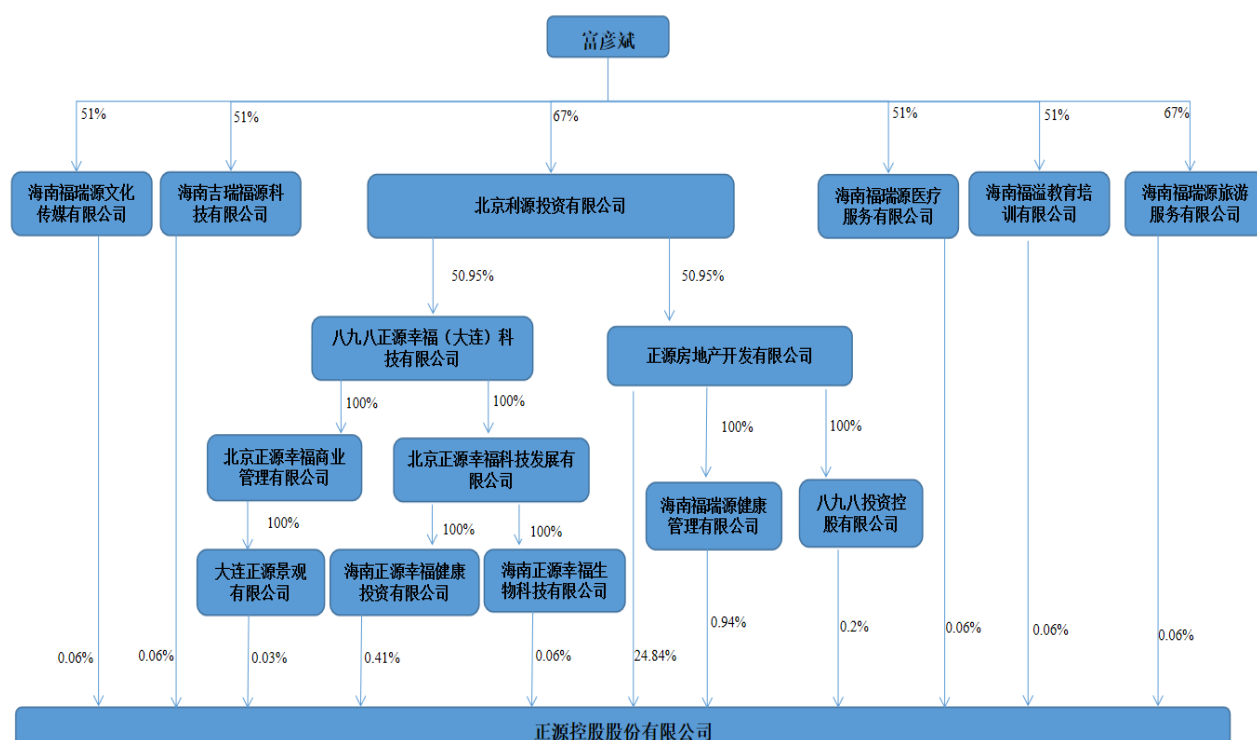 富彦斌
51%
51%
67%
51%
51%
67%
海南福瑞源文化
传媒有限公司
海南吉瑞福源科
技有限公司
北京利源投资有限公司
海南福瑞源医疗
服务有限公司
海南福溢教育培
训有限公司
海南福瑞源旅游
服务有限公司
50.95%
50.95%
八九八正源幸福（大连）科
技有限公司
正源房地产开发有限公司
100%
100%
100%
100%
北京正源幸福商业
管理有限公司
北京正源幸福科技发展有
限公司
海南福瑞源健康
管理有限公司
八九八投资控
股有限公司
100%
100%
100%
大连正源景观
有限公司
海南正源幸福健康
投资有限公司
海南正源幸福生
物科技有限公司
0.06%
0.06%
0.03%
0.41%
0.06%
24.84%
0.94%
0.2%
0.06%
0.06%
0.06%
正源控股股份有限公司